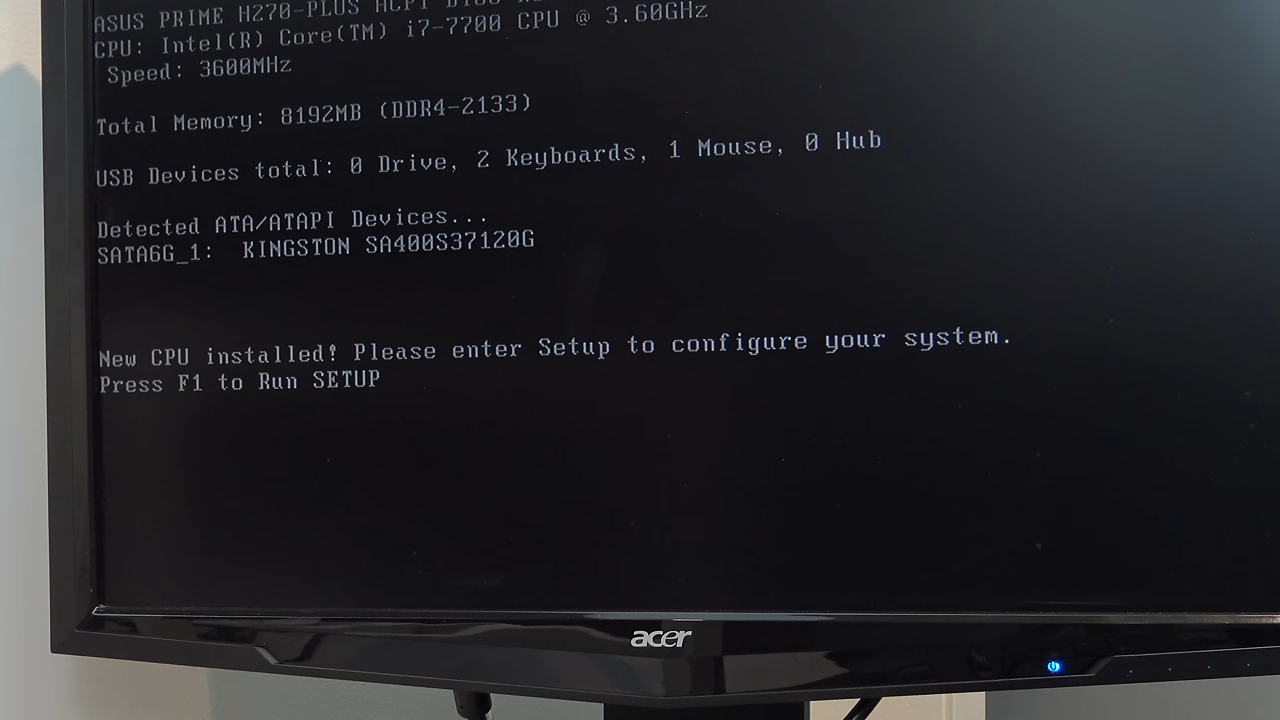 ASUS PRIME H270-PLUS ACPI BIOS
CPU: Intel(R) Core(TM) i7-7700 CPU @ 3.60GHz
Speed: 3600MHz
Total Memory: 8192MB (DDR4-2133)
USB Devices total: 0 Drive, 2 Keyboards, 1 Mouse, 0 Hub
Detected ATA/ATAPI Devices...
SATA6G_1: KINGSTON SA400S37120G
New CPU installed! Please enter Setup to configure your system.
Press F1 to Run SETUP
acer